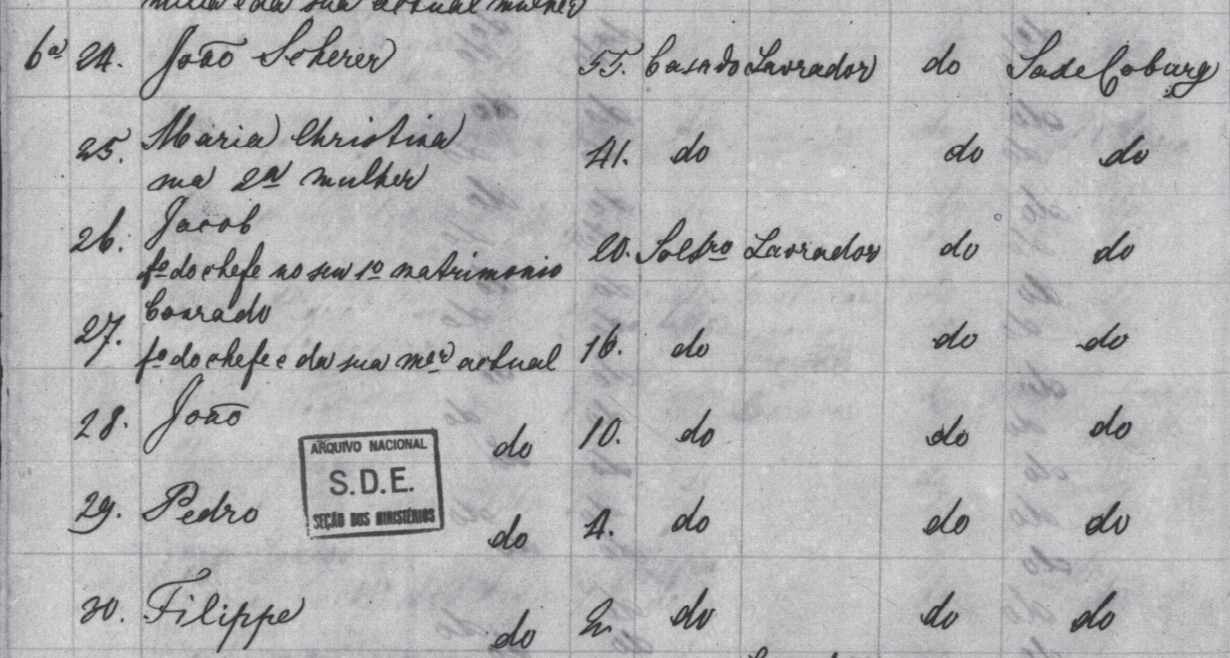 milia e da sua actual mulher
6ª 24. João Scherer 55. Casado Lavrador do Saxe Coburg
25. Maria Christina 41. do do do
sua 2ª mulher
26. Jacob 20. Soltrº Lavrador do do
fº do chefe no seu 1º matrimonio
27. Conrado 16. do do do
fº do chefe e da sua mer actual
28. João do 10. do do do
ARQUIVO NACIONAL
S.D.E.
SEÇÃO DOS MINISTÉRIOS
29. Pedro do 4. do do do
30. Filippe do 2. do do do